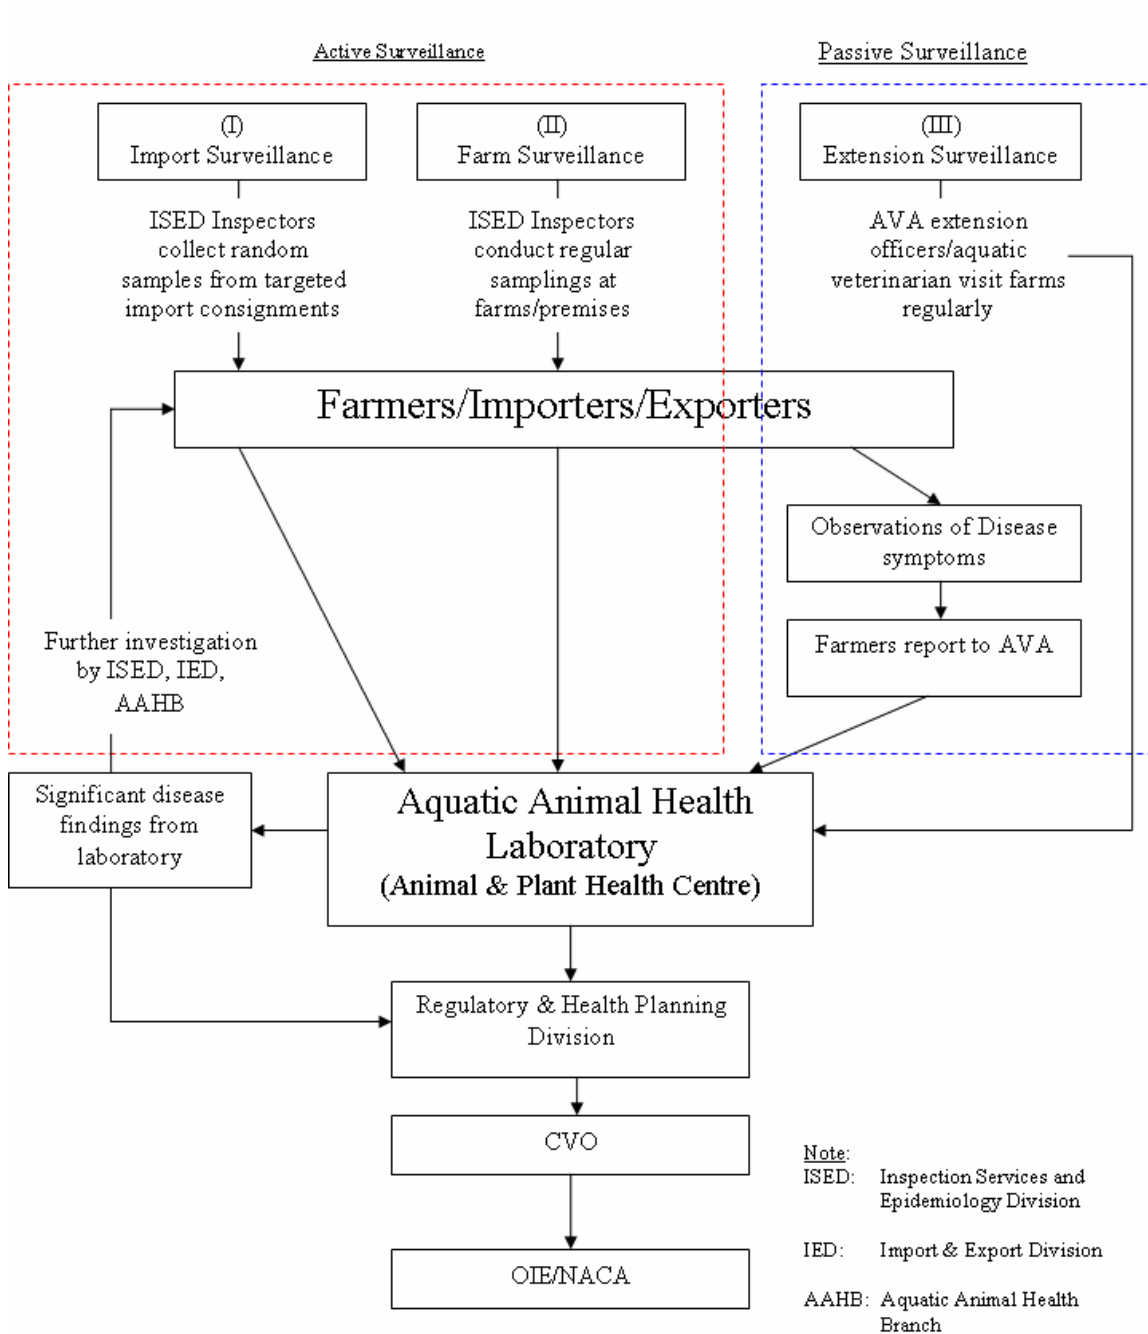 Active Surveillance
Passive Surveillance
(I)
Import Surveillance
(II)
Farm Surveillance
(III)
Extension Surveillance
ISED Inspectors
collect random
samples from targeted
import consignments
ISED Inspectors
conduct regular
samplings at
farms/premises
AVA extension
officers/aquatic
veterinarian visit farms
regularly
Farmers/Importers/Exporters
Observations of Disease
symptoms
Farmers report to AVA
Further investigation
by ISED, IED,
AAHB
Significant disease
findings from
laboratory
Aquatic Animal Health
Laboratory
(Animal & Plant Health Centre)
Regulatory & Health Planning
Division
CVO
OIE/NACA
Note:
ISED: Inspection Services and
Epidemiology Division
IED: Import & Export Division
AAHB: Aquatic Animal Health
Branch